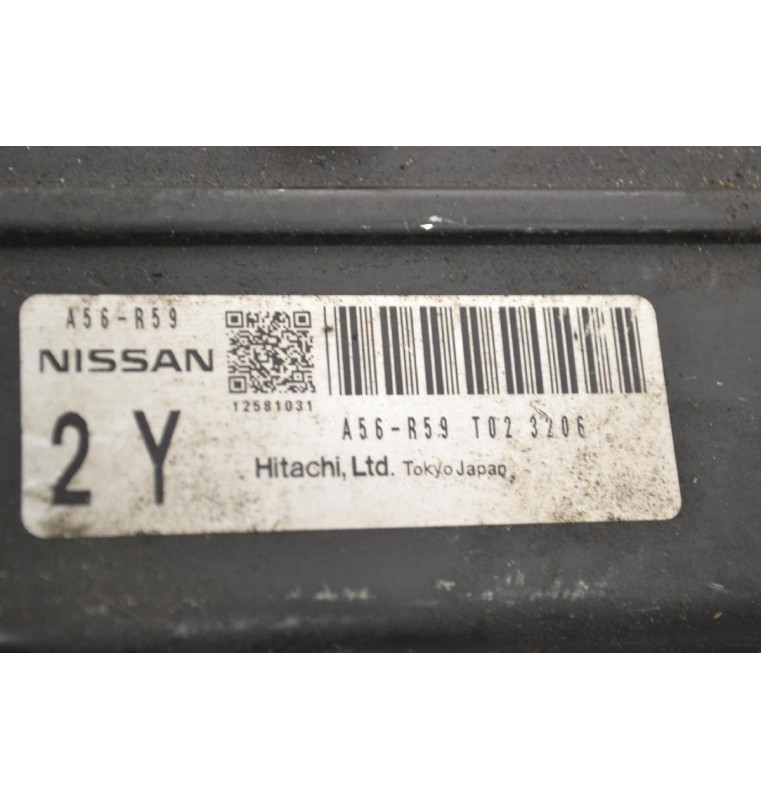 A56-R59
NISSAN
12581031
2 Y
A56-R59 T02 3206
Hitachi, Ltd. Tokyo Japan